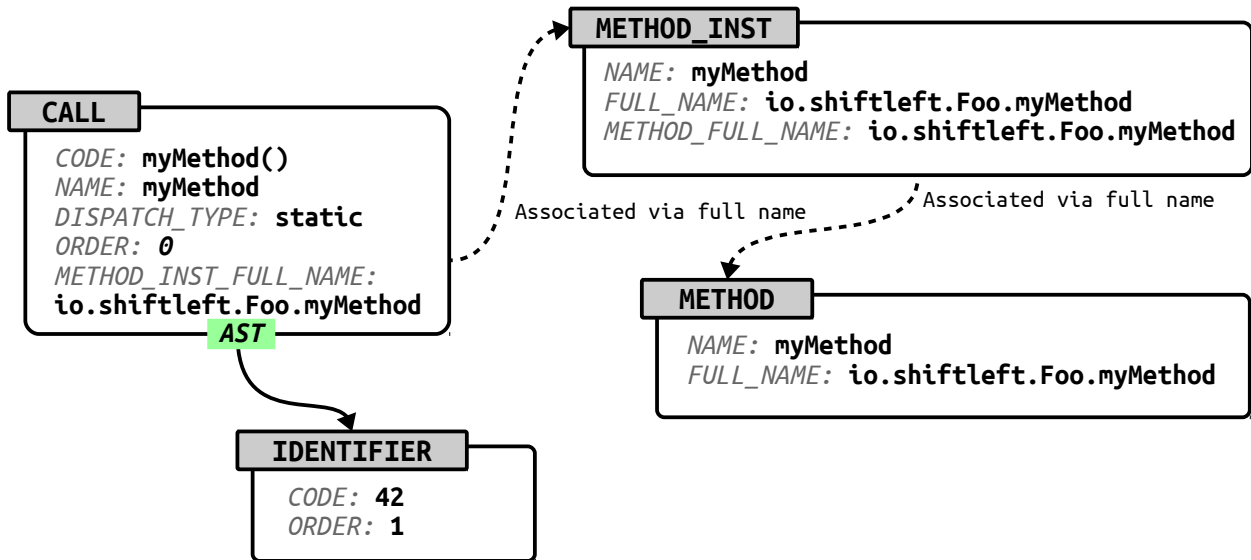 METHOD_INST
NAME: myMethod
FULL_NAME: io.shiftleft.Foo.myMethod
METHOD_FULL_NAME: io.shiftleft.Foo.myMethod
CALL
CODE: myMethod()
NAME: myMethod
DISPATCH_TYPE: static
ORDER: 0
METHOD_INST_FULL_NAME:
io.shiftleft.Foo.myMethod
AST
Associated via full name
Associated via full name
METHOD
NAME: myMethod
FULL_NAME: io.shiftleft.Foo.myMethod
IDENTIFIER
CODE: 42
ORDER: 1